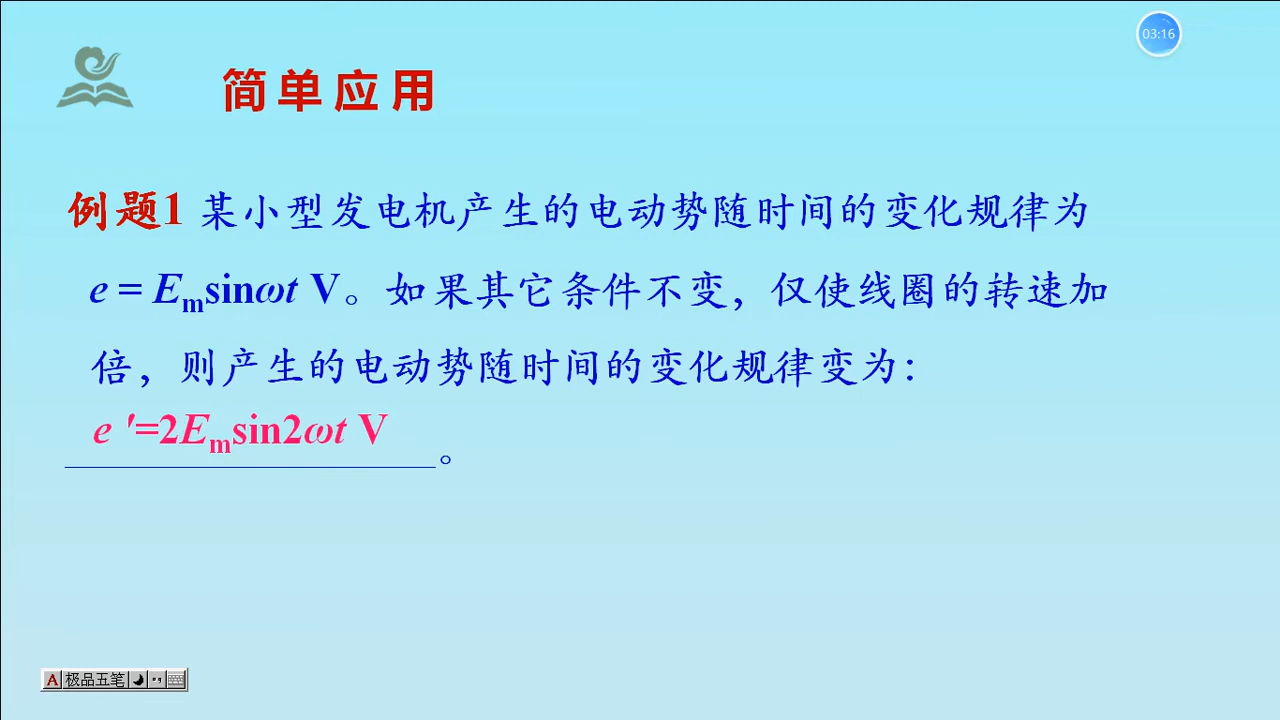 03:16
简单应用
例题1 某小型发电机产生的电动势随时间的变化规律为
e = Emsinωt V。如果其它条件不变，仅使线圈的转速加
倍，则产生的电动势随时间的变化规律变为：
e ′=2Emsin2ωt V。
A 极品五笔